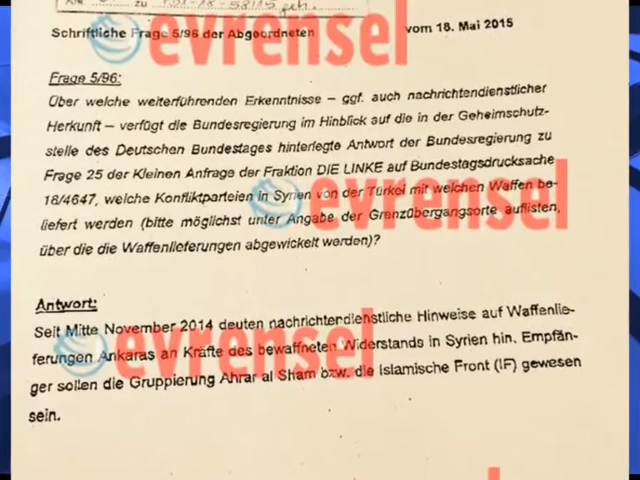 zu
Schriftliche Frage 5/96 der Abgeordneten vom 18. Mai 2015
evrensel
Frage 5/96:
Über welche weiterführenden Erkenntnisse – ggf. auch nachrichtendienstlicher
Herkunft – verfügt die Bundesregierung im Hinblick auf die in der Geheimschutz-
stelle des Deutschen Bundestages hinterlegte Antwort der Bundesregierung zu
Frage 25 der Kleinen Anfrage der Fraktion DIE LINKE auf Bundestagsdrucksache
18/4647, welche Konfliktparteien in Syrien von der Türkei mit welchen Waffen be-
evrensel
liefert werden (bitte möglichst unter Angabe der Grenzübergangsorte auflisten,
über die die Waffenlieferungen abgewickelt werden)?
Antwort:
Seit Mitte November 2014 deuten nachrichtendienstliche Hinweise auf Waffenlie-
ferungen Ankaras an Kräfte des bewaffneten Widerstands in Syrien hin. Empfän-
evrensel
ger sollen die Gruppierung Ahrar al Sham bzw. die Islamische Front (IF) gewesen
sein.